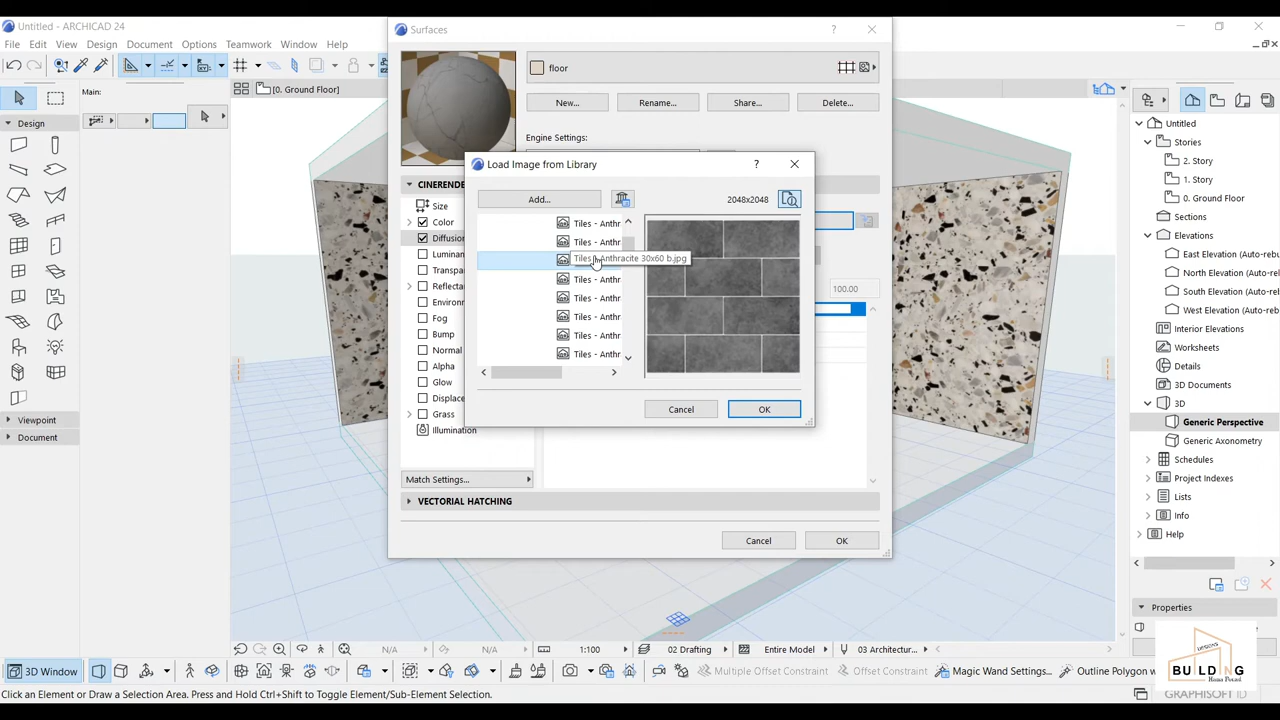 Untitled - ARCHICAD 24
File Edit View Design Document Options Teamwork Window Help
Main:
[0. Ground Floor]
Design
Viewpoint
Document
Surfaces
?
floor
New...
Rename...
Share...
Delete...
Engine Settings:
CINERENDE
Size
Color
Diffusion
Luminan
Transpa
Reflecta
Environ
Fog
Bump
Normal
Alpha
Glow
Displace
Grass
Illumination
Match Settings...
100.00
VECTORIAL HATCHING
Cancel
OK
Load Image from Library
?
Add...
2048x2048
Tiles - Anthr
Tiles - Anthr
Tiles - Anthracite 30x60 b.jpg
Tiles - Anthr
Tiles - Anthr
Tiles - Anthr
Tiles - Anthr
Tiles - Anthr
Cancel
OK
Untitled
Stories
2. Story
1. Story
0. Ground Floor
Sections
Elevations
East Elevation (Auto-reb
North Elevation (Auto-re
South Elevation (Auto-re
West Elevation (Auto-reb
Interior Elevations
Worksheets
Details
3D Documents
3D
Generic Perspective
Generic Axonometry
Schedules
Project Indexes
Lists
Info
Help
Properties
N/A
N/A
1:100
02 Drafting
Entire Model
03 Architectur...
3D Window
Multiple Offset Constraint
Offset Constraint
Magic Wand Settings...
Outline Polygon w
Click an Element or Draw a Selection Area. Press and Hold Ctrl+Shift to Toggle Element/Sub-Element Selection.
DESIGNS
BUILDING
GRAPHISOFT ID